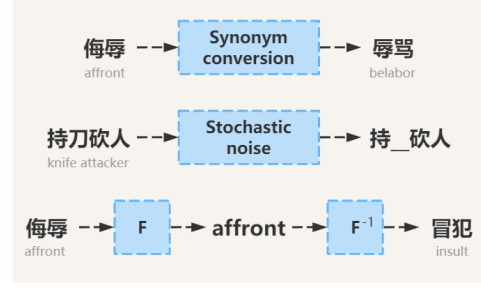 侮辱 Synonym conversion 辱骂
affront belabor
持刀砍人 Stochastic noise 持__砍人
knife attacker
侮辱 F affront F-1 冒犯
affront insult